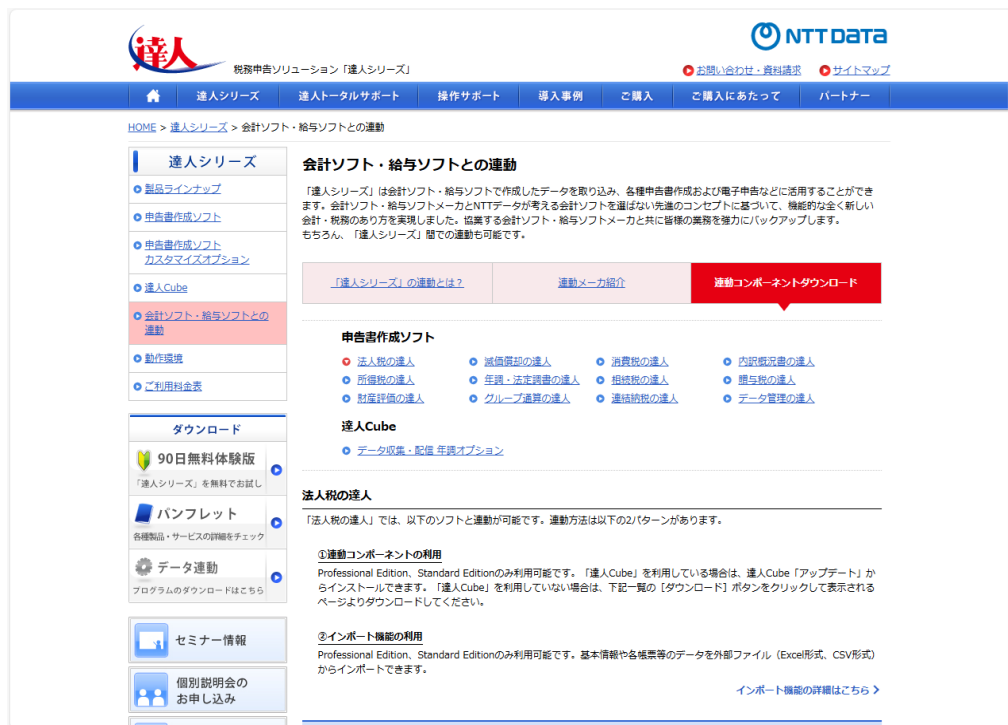 達人
税務申告ソリューション「達人シリーズ」
NTT DATA
お問い合わせ・資料請求
サイトマップ
達人シリーズ
達人トータルサポート
操作サポート
導入事例
ご購入
ご購入にあたって
パートナー
HOME > 達人シリーズ > 会計ソフト・給与ソフトとの連動
達人シリーズ
製品ラインナップ
申告書作成ソフト
申告書作成ソフト
カスタマイズオプション
達人Cube
会計ソフト・給与ソフトとの
連動
動作環境
ご利用料金表
ダウンロード
90日無料体験版
「達人シリーズ」を無料でお試し
パンフレット
各種製品・サービスの詳細をチェック
データ連動
プログラムのダウンロードはこちら
セミナー情報
個別説明会の
お申し込み
会計ソフト・給与ソフトとの連動
「達人シリーズ」は会計ソフト・給与ソフトで作成したデータを取り込み、各種申告書作成および電子申告などに活用することができ
ます。会計ソフト・給与ソフトメーカとNTTデータが考える会計ソフトを選ばない先進のコンセプトに基づいて、機能的な全く新しい
会計・税務のあり方を実現しました。協業する会計ソフト・給与ソフトメーカと共に皆様の業務を強力にバックアップします。
もちろん、「達人シリーズ」間での連動も可能です。
「達人シリーズ」の連動とは？
連動メーカ紹介
連動コンポーネントダウンロード
申告書作成ソフト
法人税の達人
減価償却の達人
消費税の達人
内訳概況書の達人
所得税の達人
年調・法定調書の達人
相続税の達人
贈与税の達人
財産評価の達人
グループ通算の達人
連結納税の達人
データ管理の達人
達人Cube
データ収集・配信 年調オプション
法人税の達人
「法人税の達人」では、以下のソフトと連動が可能です。連動方法は以下の2パターンがあります。
①連動コンポーネントの利用
Professional Edition、Standard Editionのみ利用可能です。「達人Cube」を利用している場合は、達人Cube「アップデート」か
らインストールできます。「達人Cube」を利用していない場合は、下記一覧の［ダウンロード］ボタンをクリックして表示される
ページよりダウンロードしてください。
②インポート機能の利用
Professional Edition、Standard Editionのみ利用可能です。基本情報や各帳票等のデータを外部ファイル（Excel形式、CSV形式）
からインポートできます。
インポート機能の詳細はこちら